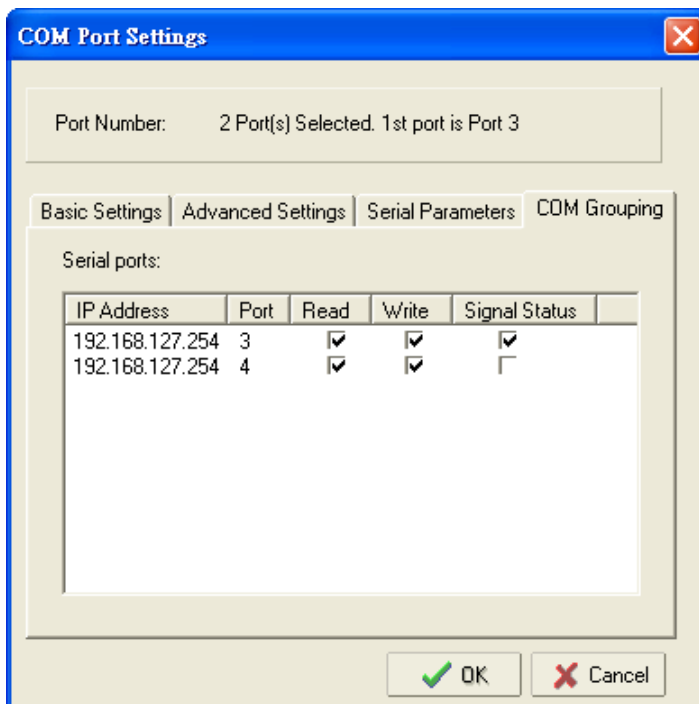 COM Port Settings
Port Number: 2 Port(s) Selected. 1st port is Port 3
Basic Settings Advanced Settings Serial Parameters COM Grouping
Serial ports:
IP Address Port Read Write Signal Status
192.168.127.254 3
192.168.127.254 4
OK Cancel